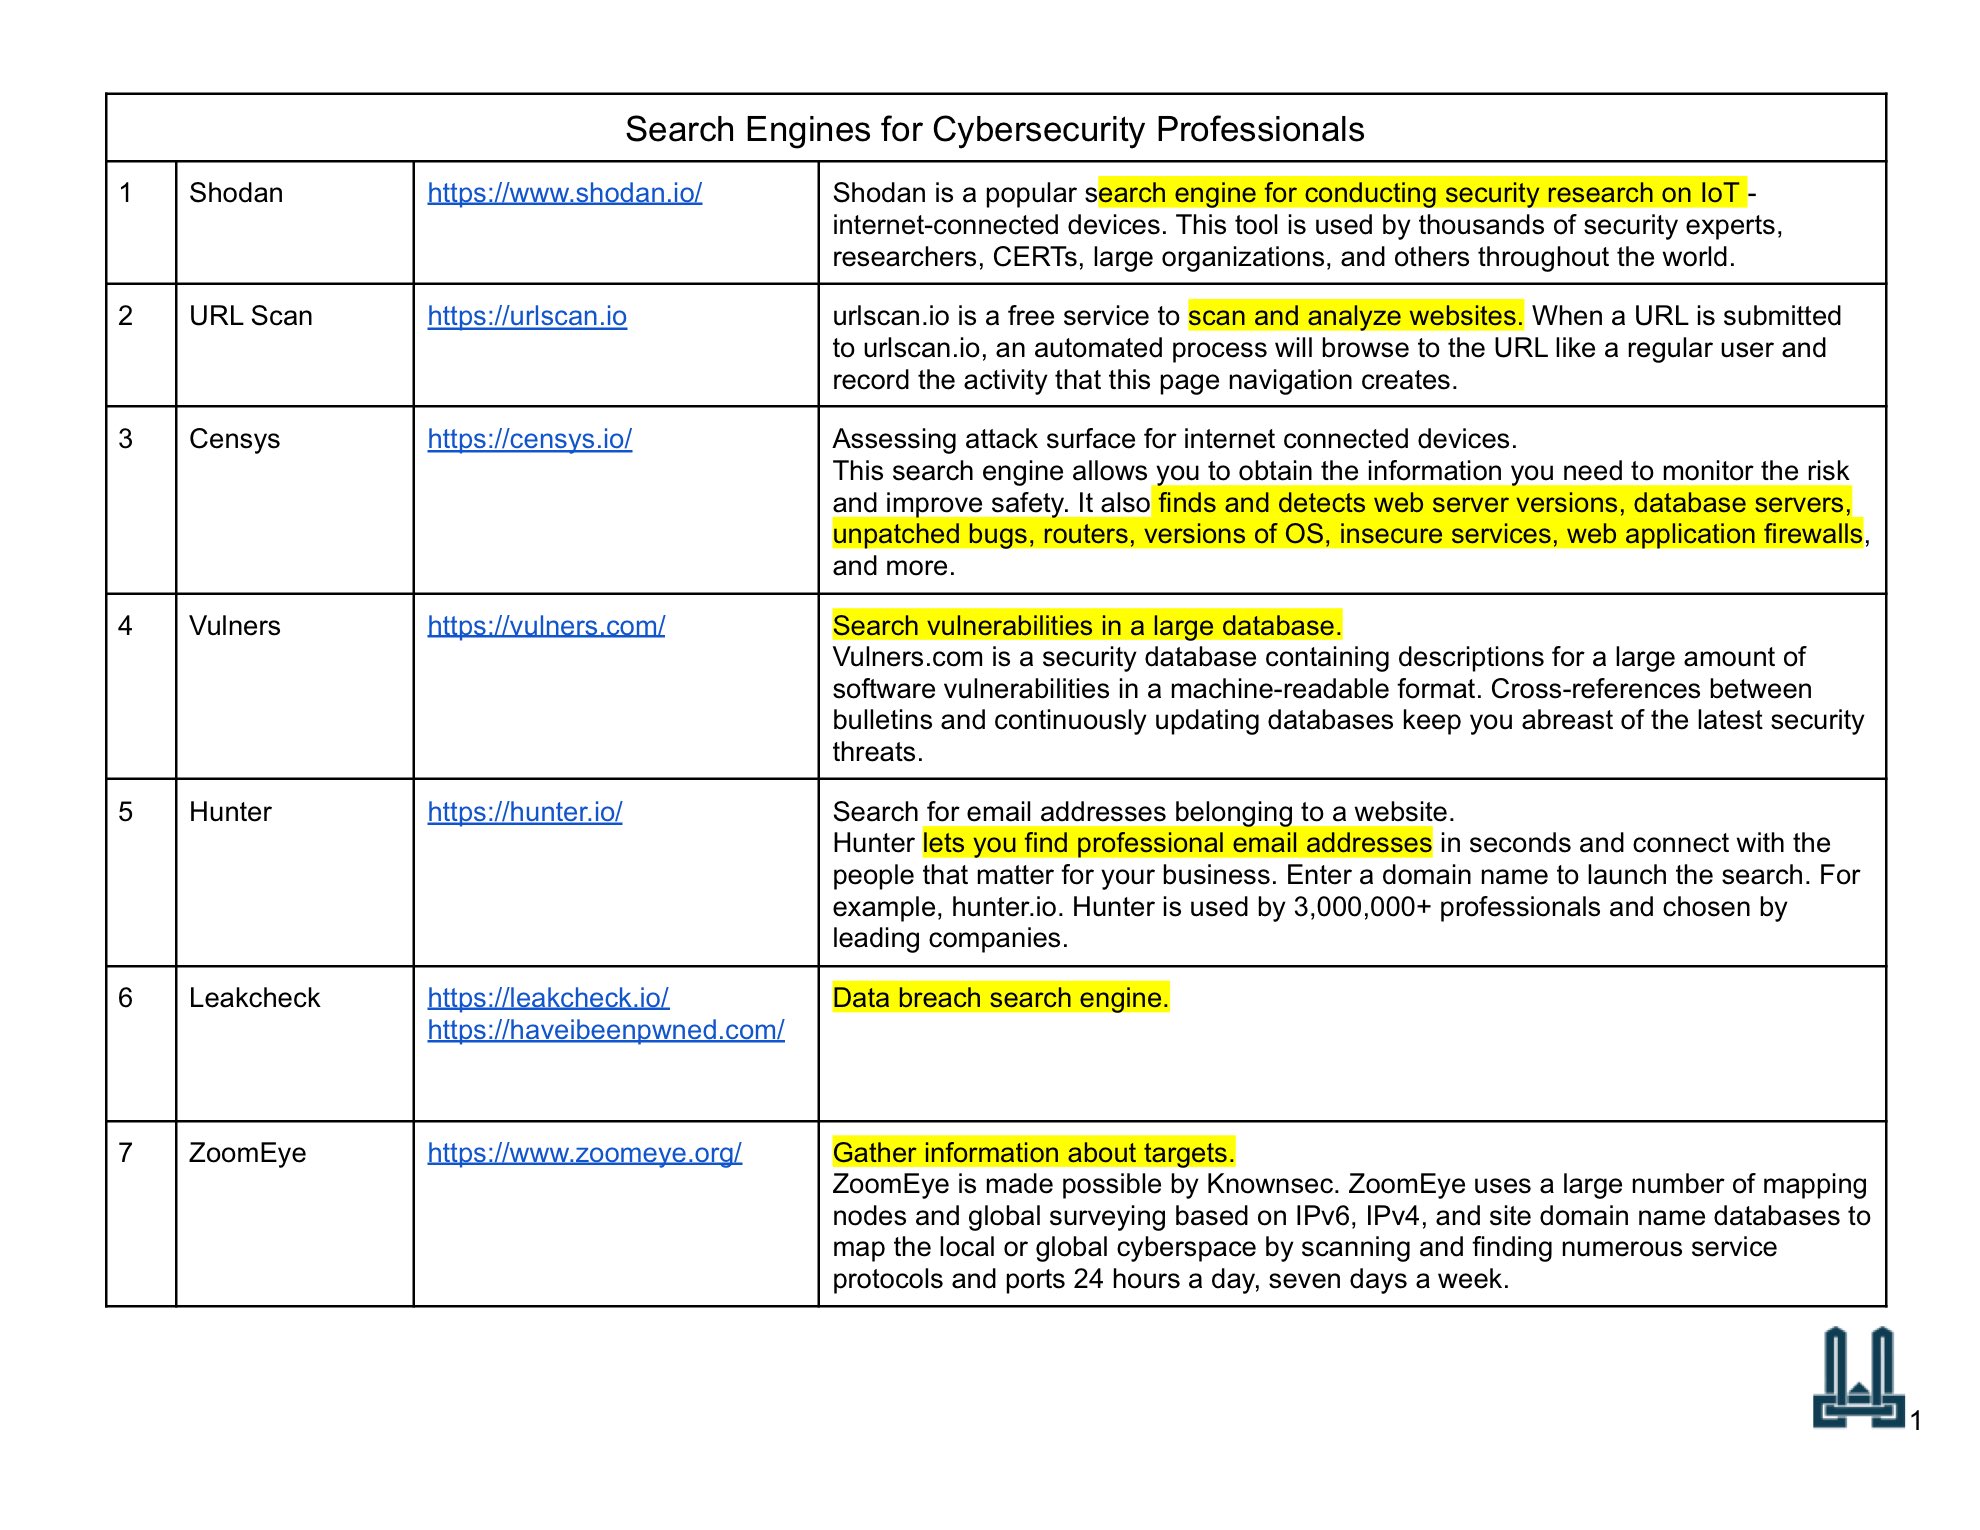 Search Engines for Cybersecurity Professionals
1 Shodan https://www.shodan.io/ Shodan is a popular search engine for conducting security research on IoT -
internet-connected devices. This tool is used by thousands of security experts,
researchers, CERTs, large organizations, and others throughout the world.
2 URL Scan https://urlscan.io urlscan.io is a free service to scan and analyze websites. When a URL is submitted
to urlscan.io, an automated process will browse to the URL like a regular user and
record the activity that this page navigation creates.
3 Censys https://censys.io/ Assessing attack surface for internet connected devices.
This search engine allows you to obtain the information you need to monitor the risk
and improve safety. It also finds and detects web server versions, database servers,
unpatched bugs, routers, versions of OS, insecure services, web application firewalls,
and more.
4 Vulners https://vulners.com/ Search vulnerabilities in a large database.
Vulners.com is a security database containing descriptions for a large amount of
software vulnerabilities in a machine-readable format. Cross-references between
bulletins and continuously updating databases keep you abreast of the latest security
threats.
5 Hunter https://hunter.io/ Search for email addresses belonging to a website.
Hunter lets you find professional email addresses in seconds and connect with the
people that matter for your business. Enter a domain name to launch the search. For
example, hunter.io. Hunter is used by 3,000,000+ professionals and chosen by
leading companies.
6 Leakcheck https://leakcheck.io/ Data breach search engine.
https://haveibeenpwned.com/
7 ZoomEye https://www.zoomeye.org/ Gather information about targets.
ZoomEye is made possible by Knownsec. ZoomEye uses a large number of mapping
nodes and global surveying based on IPv6, IPv4, and site domain name databases to
map the local or global cyberspace by scanning and finding numerous service
protocols and ports 24 hours a day, seven days a week.
1